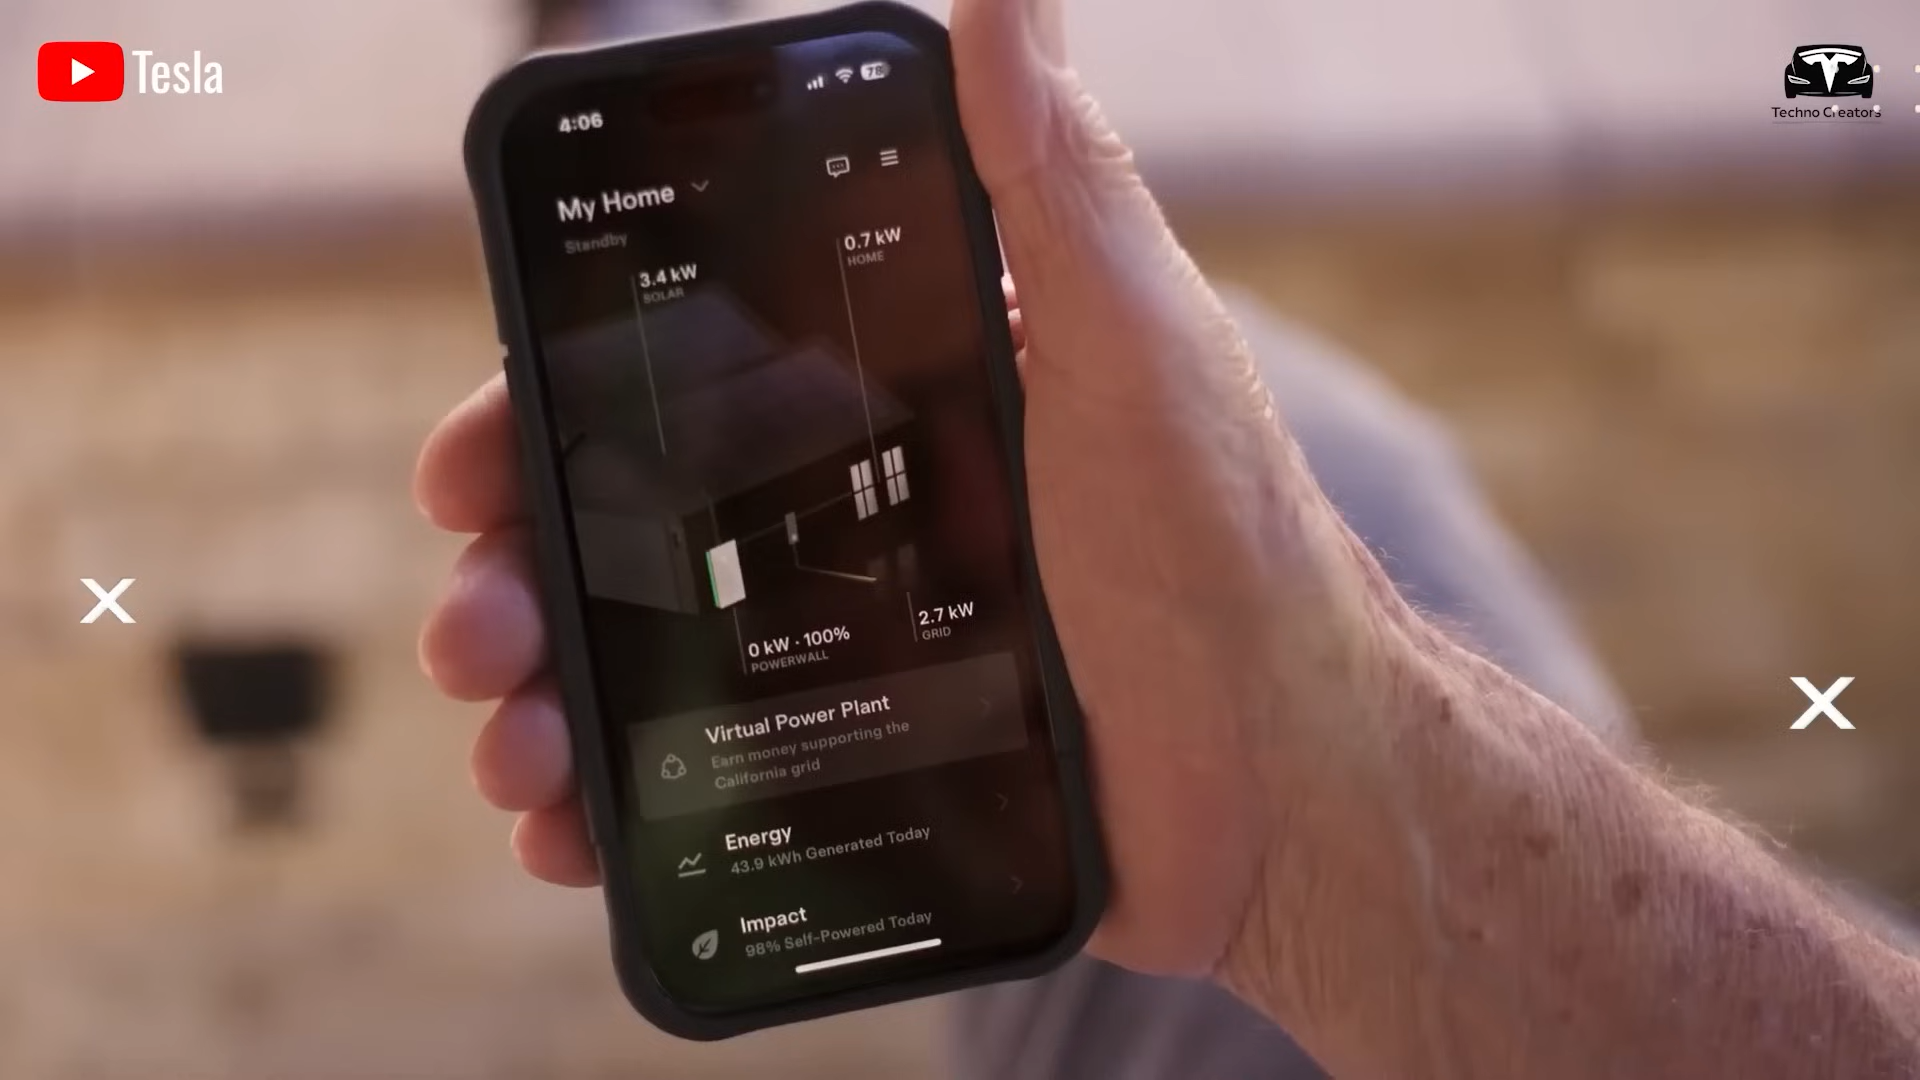 Tesla
Techno Creators
4:06
78
My Home
Standby
0.7 kW
HOME
3.4 kW
SOLAR
0 kW · 100%
POWERWALL
2.7 kW
GRID
Virtual Power Plant
Earn money supporting the
California grid
Energy
43.9 kWh Generated Today
Impact
98% Self-Powered Today